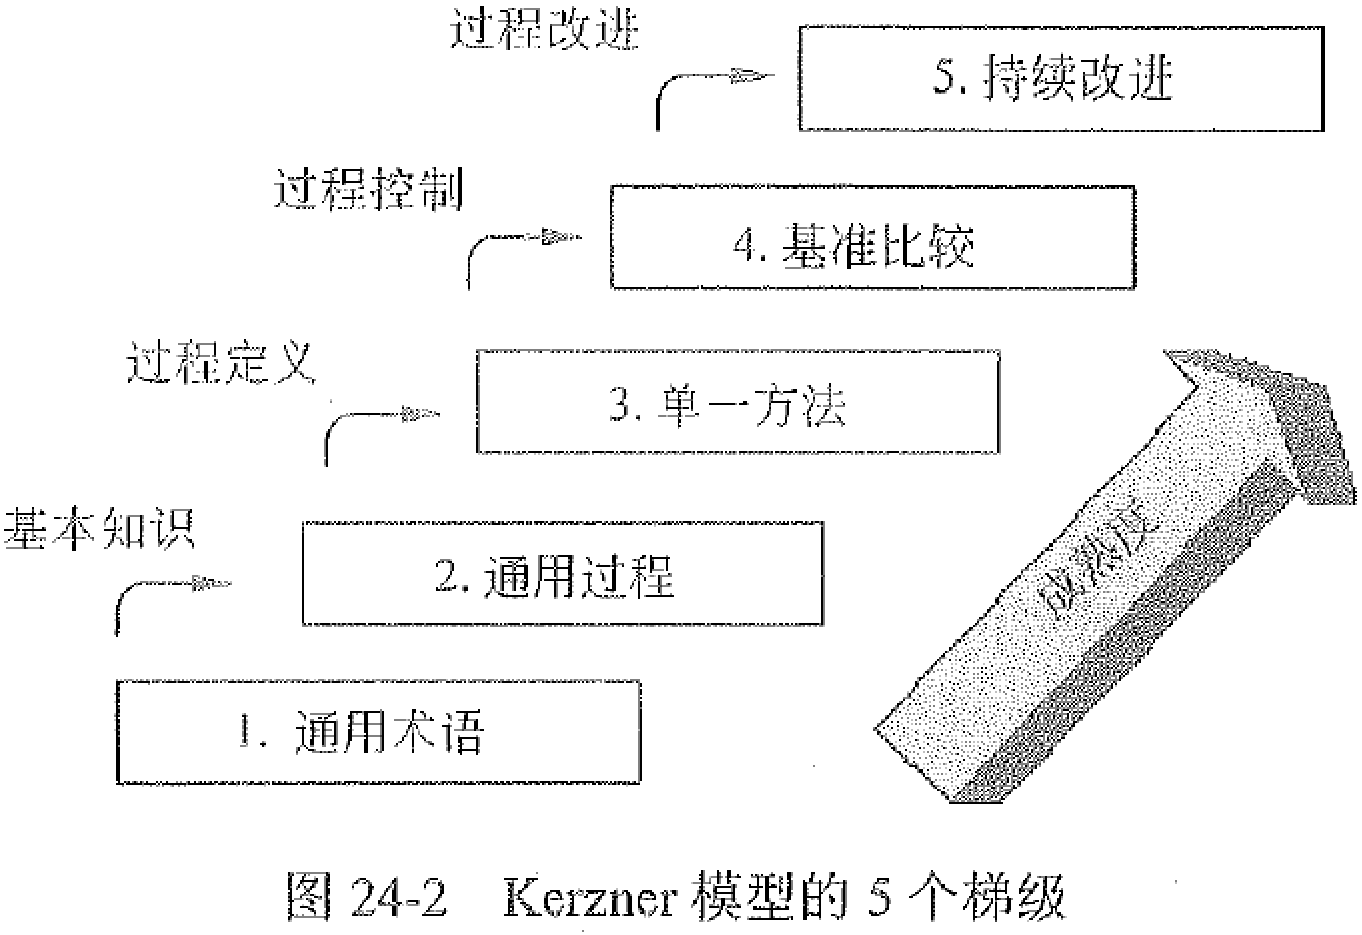 过程改进
5. 持续改进
过程控制
4. 基准比较
过程定义
3. 单一方法
基本知识
2. 通用过程
成熟度
1. 通用术语
图 24-2 Kerzner 模型的 5 个梯级